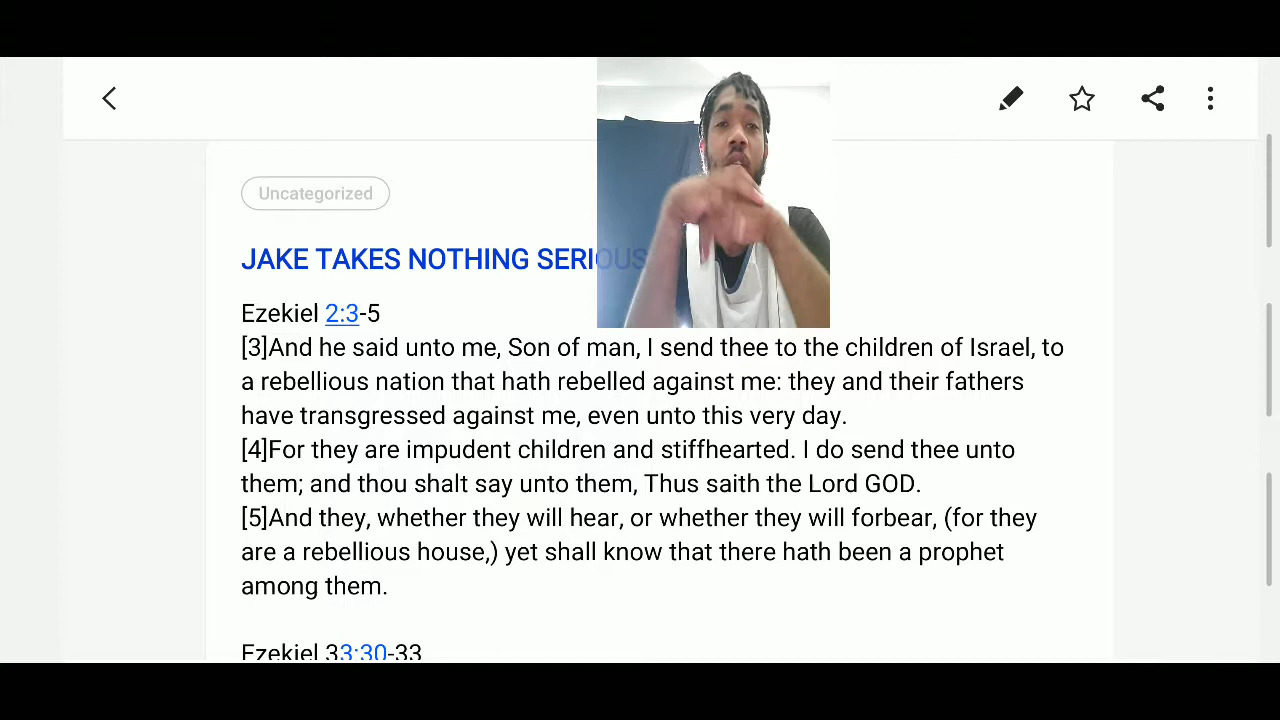 Uncategorized
JAKE TAKES NOTHING SERIOUS
Ezekiel 2:3-5
[3]And he said unto me, Son of man, I send thee to the children of Israel, to
a rebellious nation that hath rebelled against me: they and their fathers
have transgressed against me, even unto this very day.
[4]For they are impudent children and stiffhearted. I do send thee unto
them; and thou shalt say unto them, Thus saith the Lord GOD.
[5]And they, whether they will hear, or whether they will forbear, (for they
are a rebellious house,) yet shall know that there hath been a prophet
among them.
Ezekiel 33:30-33